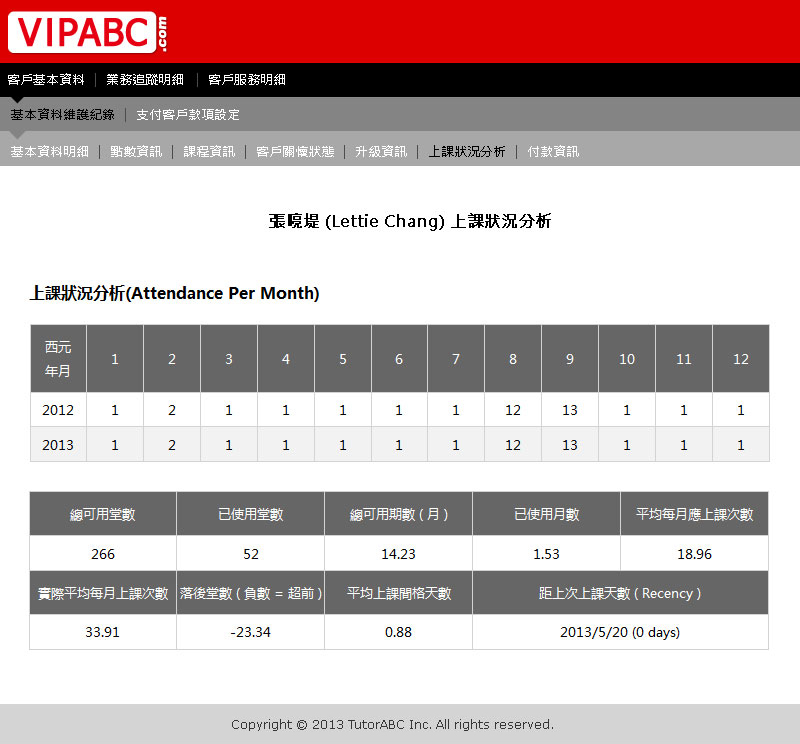 VIPABC.com
客戶基本資料 業務追蹤明細 客戶服務明細
基本資料維護紀錄 支付客戶款項設定
基本資料明細 點數資訊 課程資訊 客戶關懷狀態 升級資訊 上課狀況分析 付款資訊
張嘵堤 (Lettie Chang) 上課狀況分析
上課狀況分析(Attendance Per Month)
西元
年月 1 2 3 4 5 6 7 8 9 10 11 12
2012 1 2 1 1 1 1 1 12 13 1 1 1
2013 1 2 1 1 1 1 1 12 13 1 1 1
總可用堂數 已使用堂數 總可用期數 ( 月 ) 已使用月數 平均每月應上課次數
266 52 14.23 1.53 18.96
實際平均每月上課次數 落後堂數 ( 負數 = 超前 ) 平均上課間格天數 距上次上課天數 ( Recency )
33.91 -23.34 0.88 2013/5/20 (0 days)
Copyright © 2013 TutorABC Inc. All rights reserved.